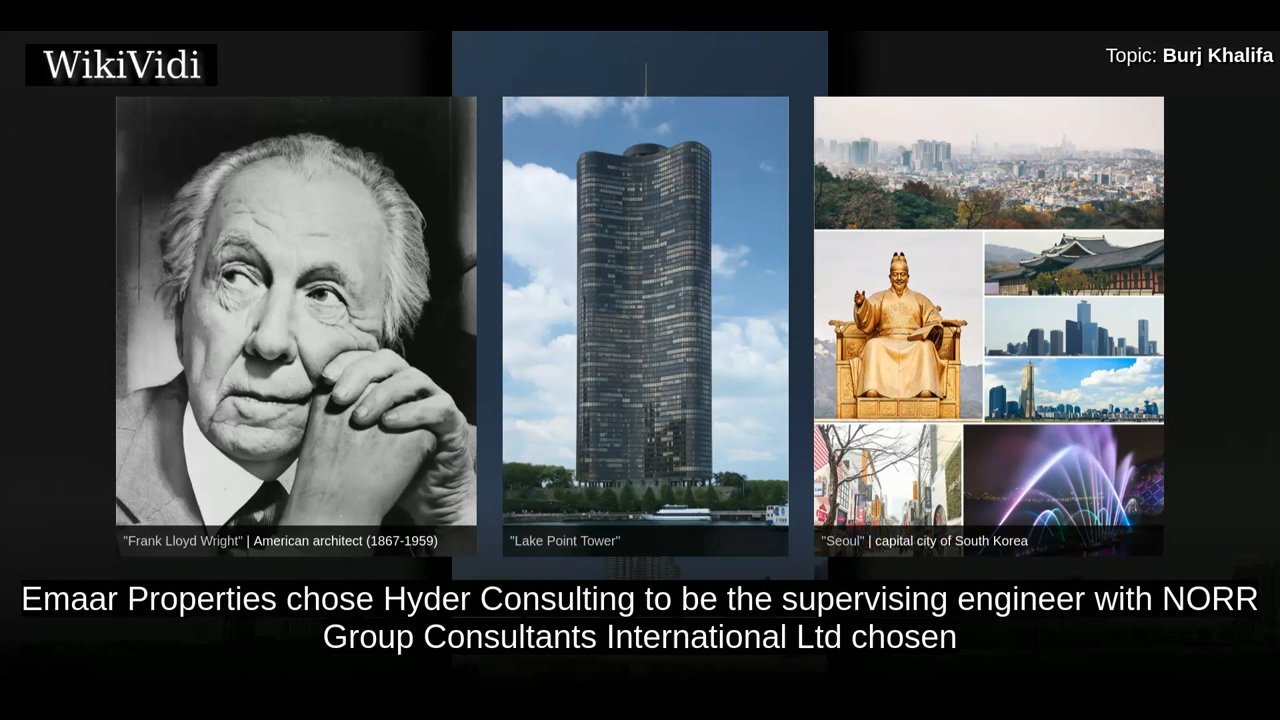 WikiVidi
Topic: Burj Khalifa
"Frank Lloyd Wright" | American architect (1867-1959)
"Lake Point Tower"
"Seoul" | capital city of South Korea
Emaar Properties chose Hyder Consulting to be the supervising engineer with NORR
Group Consultants International Ltd chosen